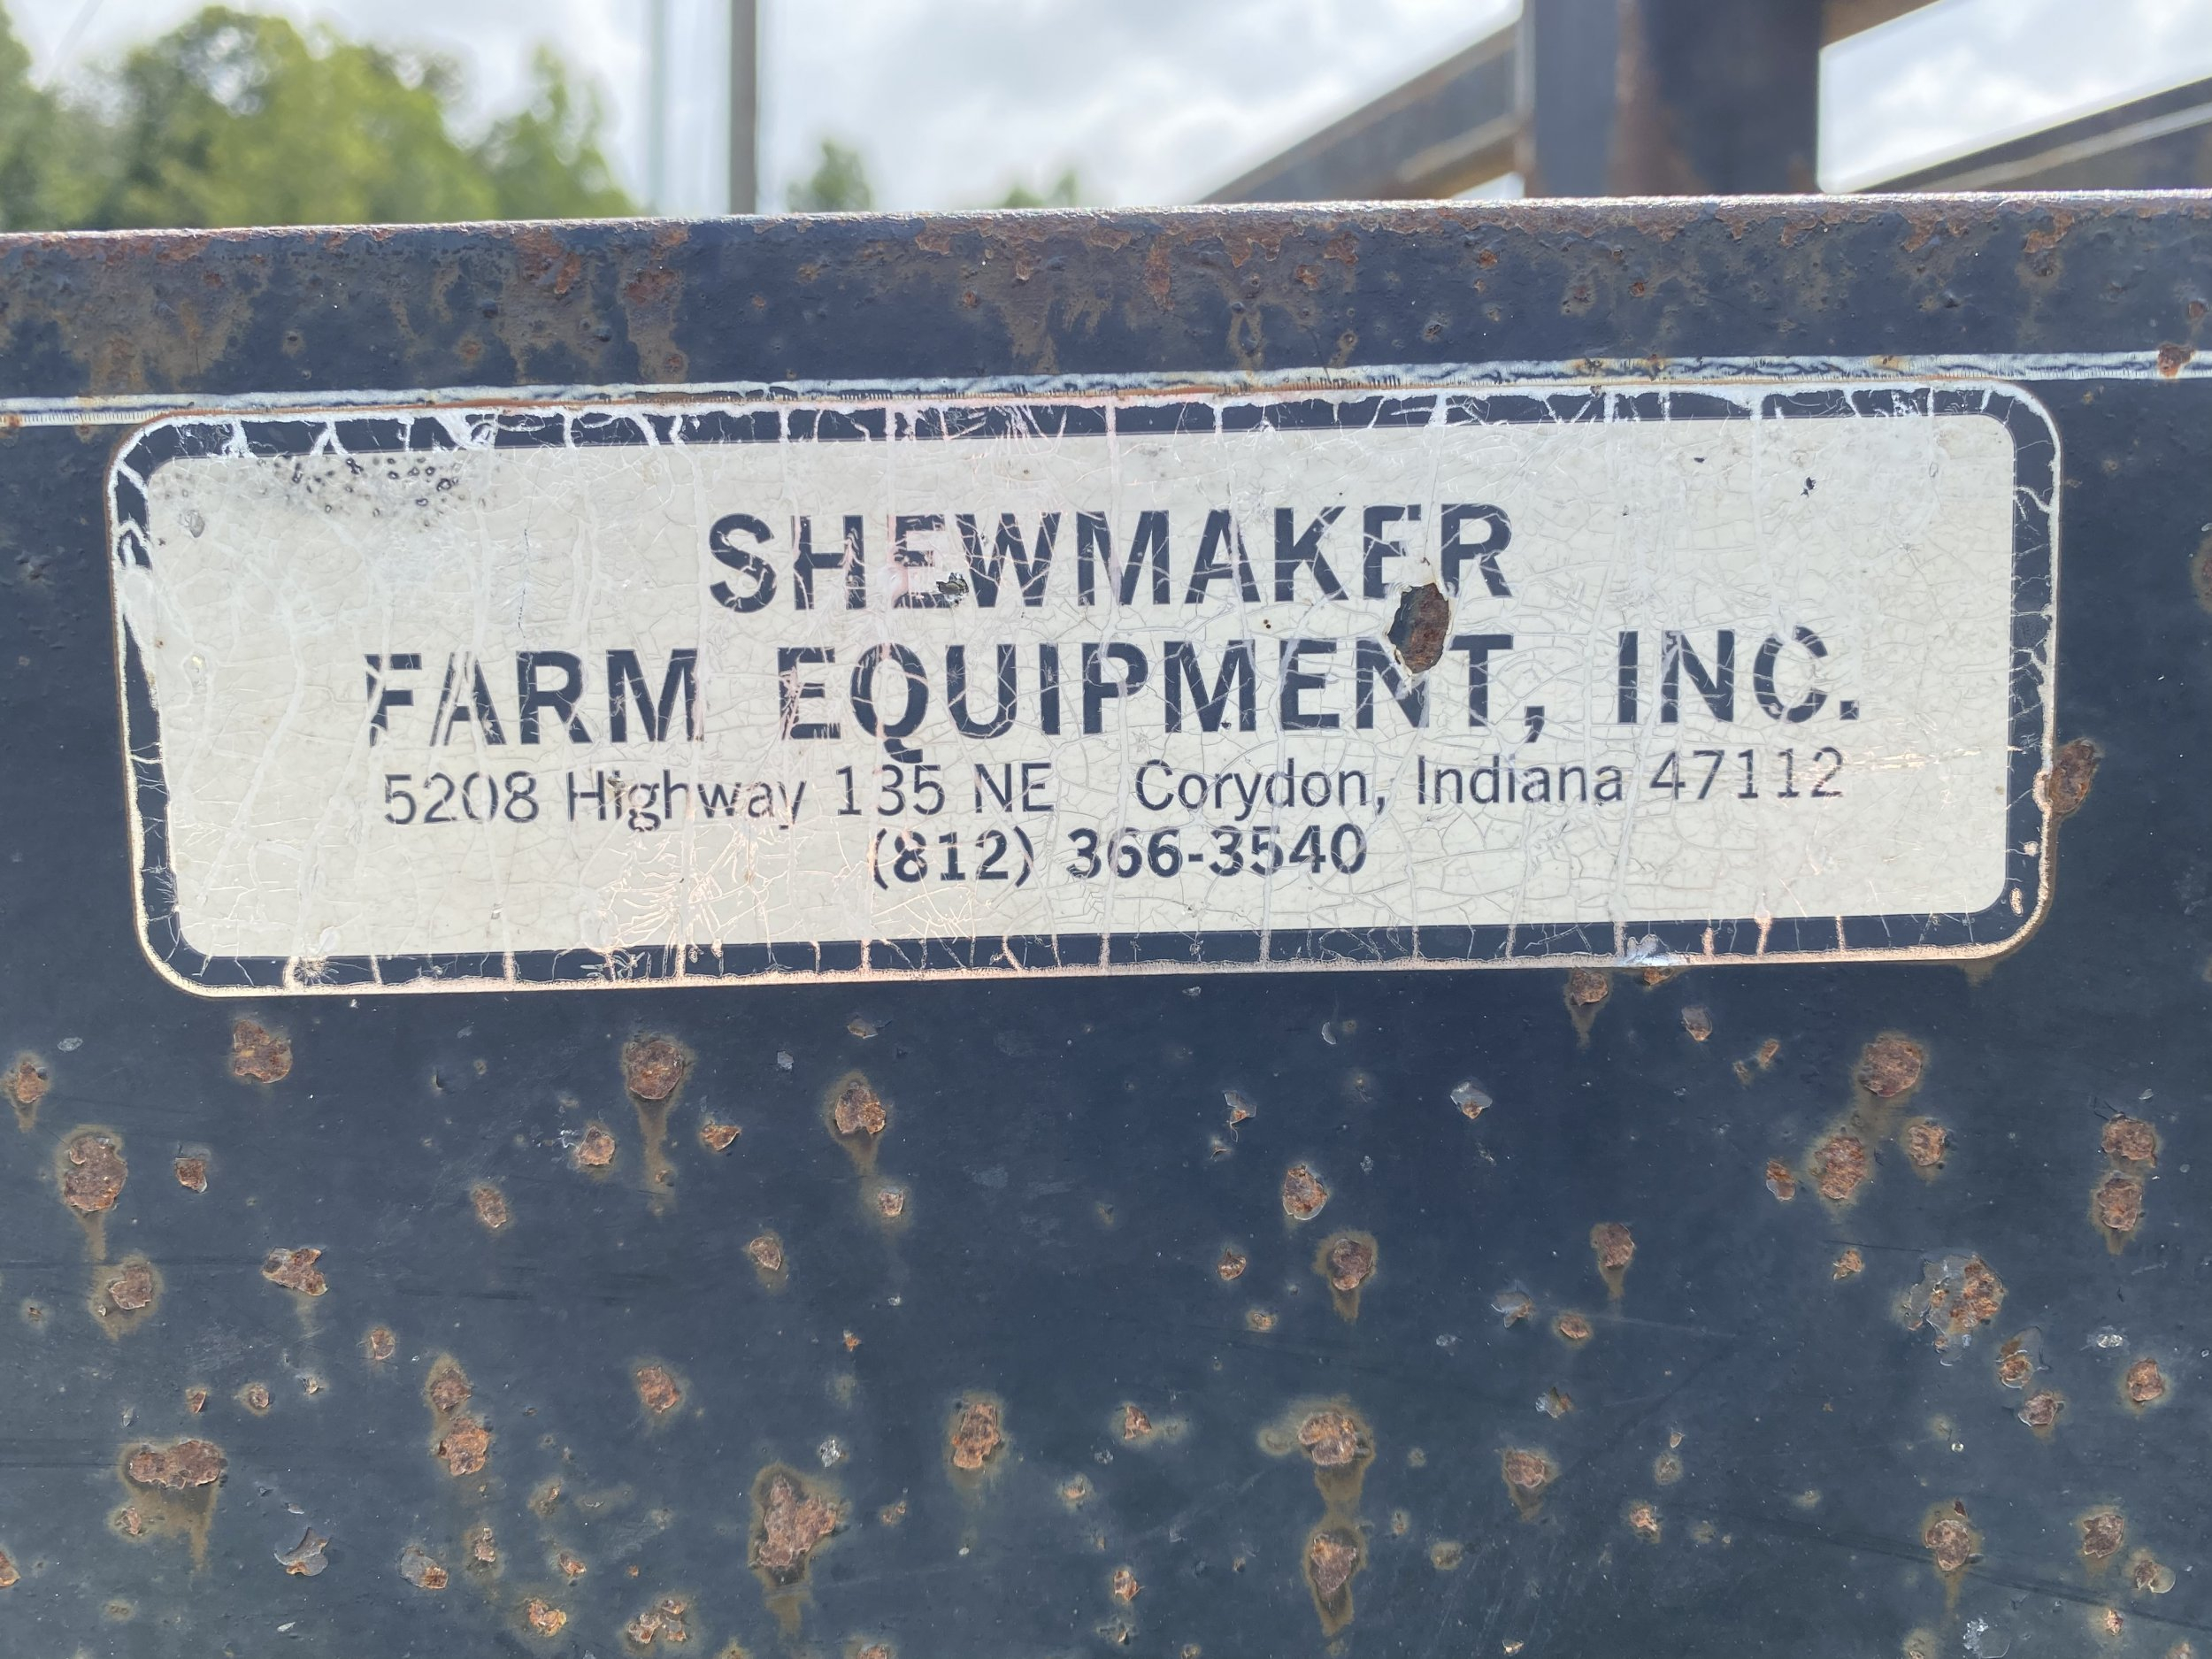 SHEWMAKER
FARM EQUIPMENT, INC.
5208 Highway 135 NE Corydon, Indiana 47112
(812) 366-3540